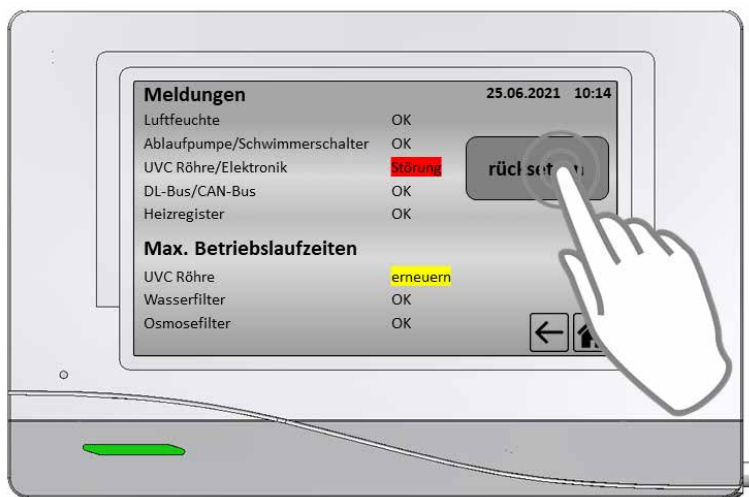 Meldungen 25.06.2021 10:14
Luftfeuchte OK
Ablaufpumpe/Schwimmerschalter OK
UVC Röhre/Elektronik Störung
DL-Bus/CAN-Bus OK
Heizregister OK
Max. Betriebslaufzeiten
UVC Röhre erneuern
Wasserfilter OK
Osmosefilter OK